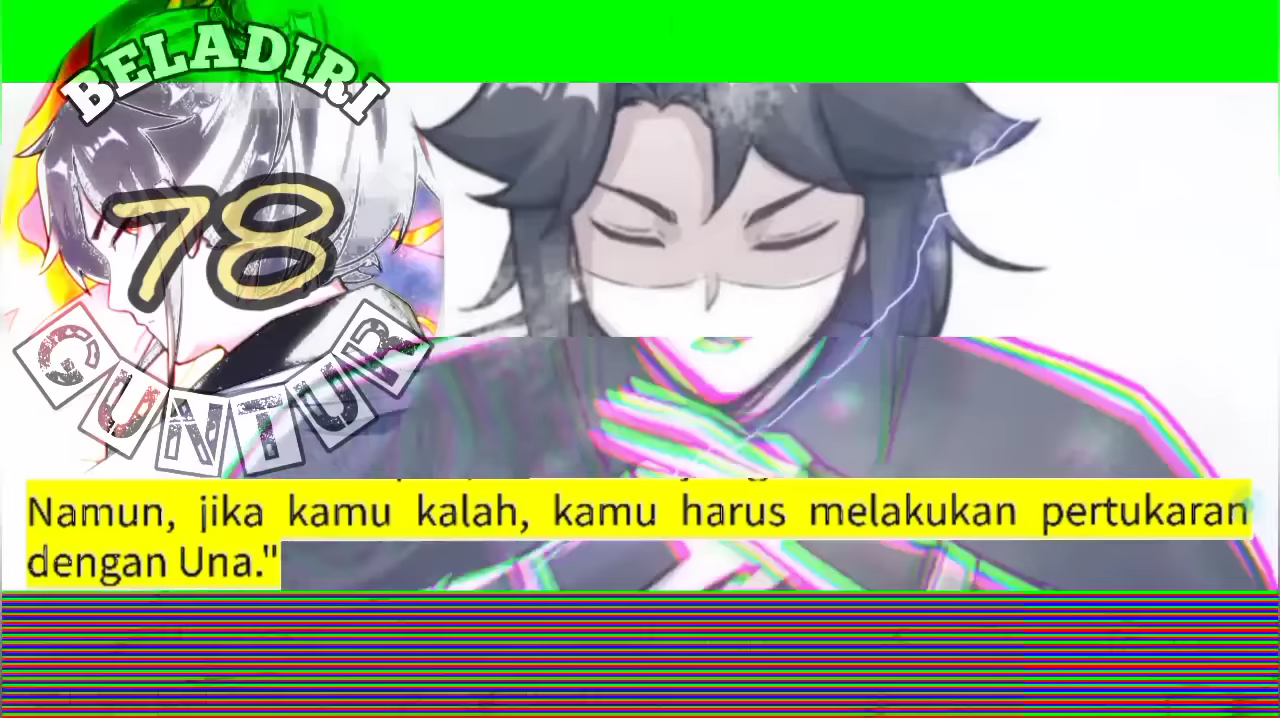 BELADIRI
78
GUNTUR
Namun, jika kamu kalah, kamu harus melakukan pertukaran
dengan Una."